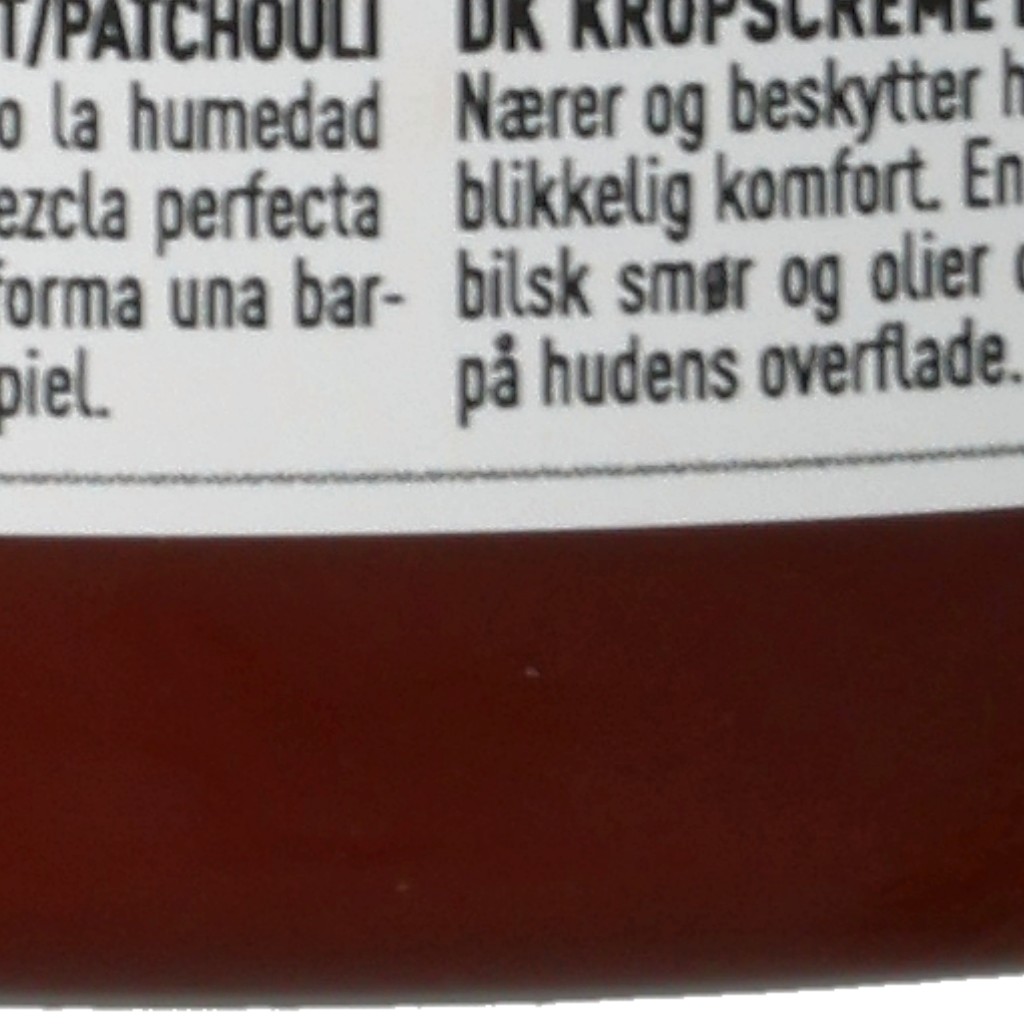 T/PATCHOULI
o la humedad
ezcla perfecta
forma una bar-
piel.
DK KROPSCREME
Nærer og beskytter h
blikkelig komfort. En
bilsk smør og olier
på hudens overflade.